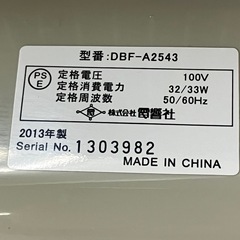 型番:DBF-A2543
PS
E
定格電圧 100V
定格消費電力 32/33W
定格周波数 50/60Hz
株式会社 電響社
2013年製
Serial No. 1303982
MADE IN CHINA